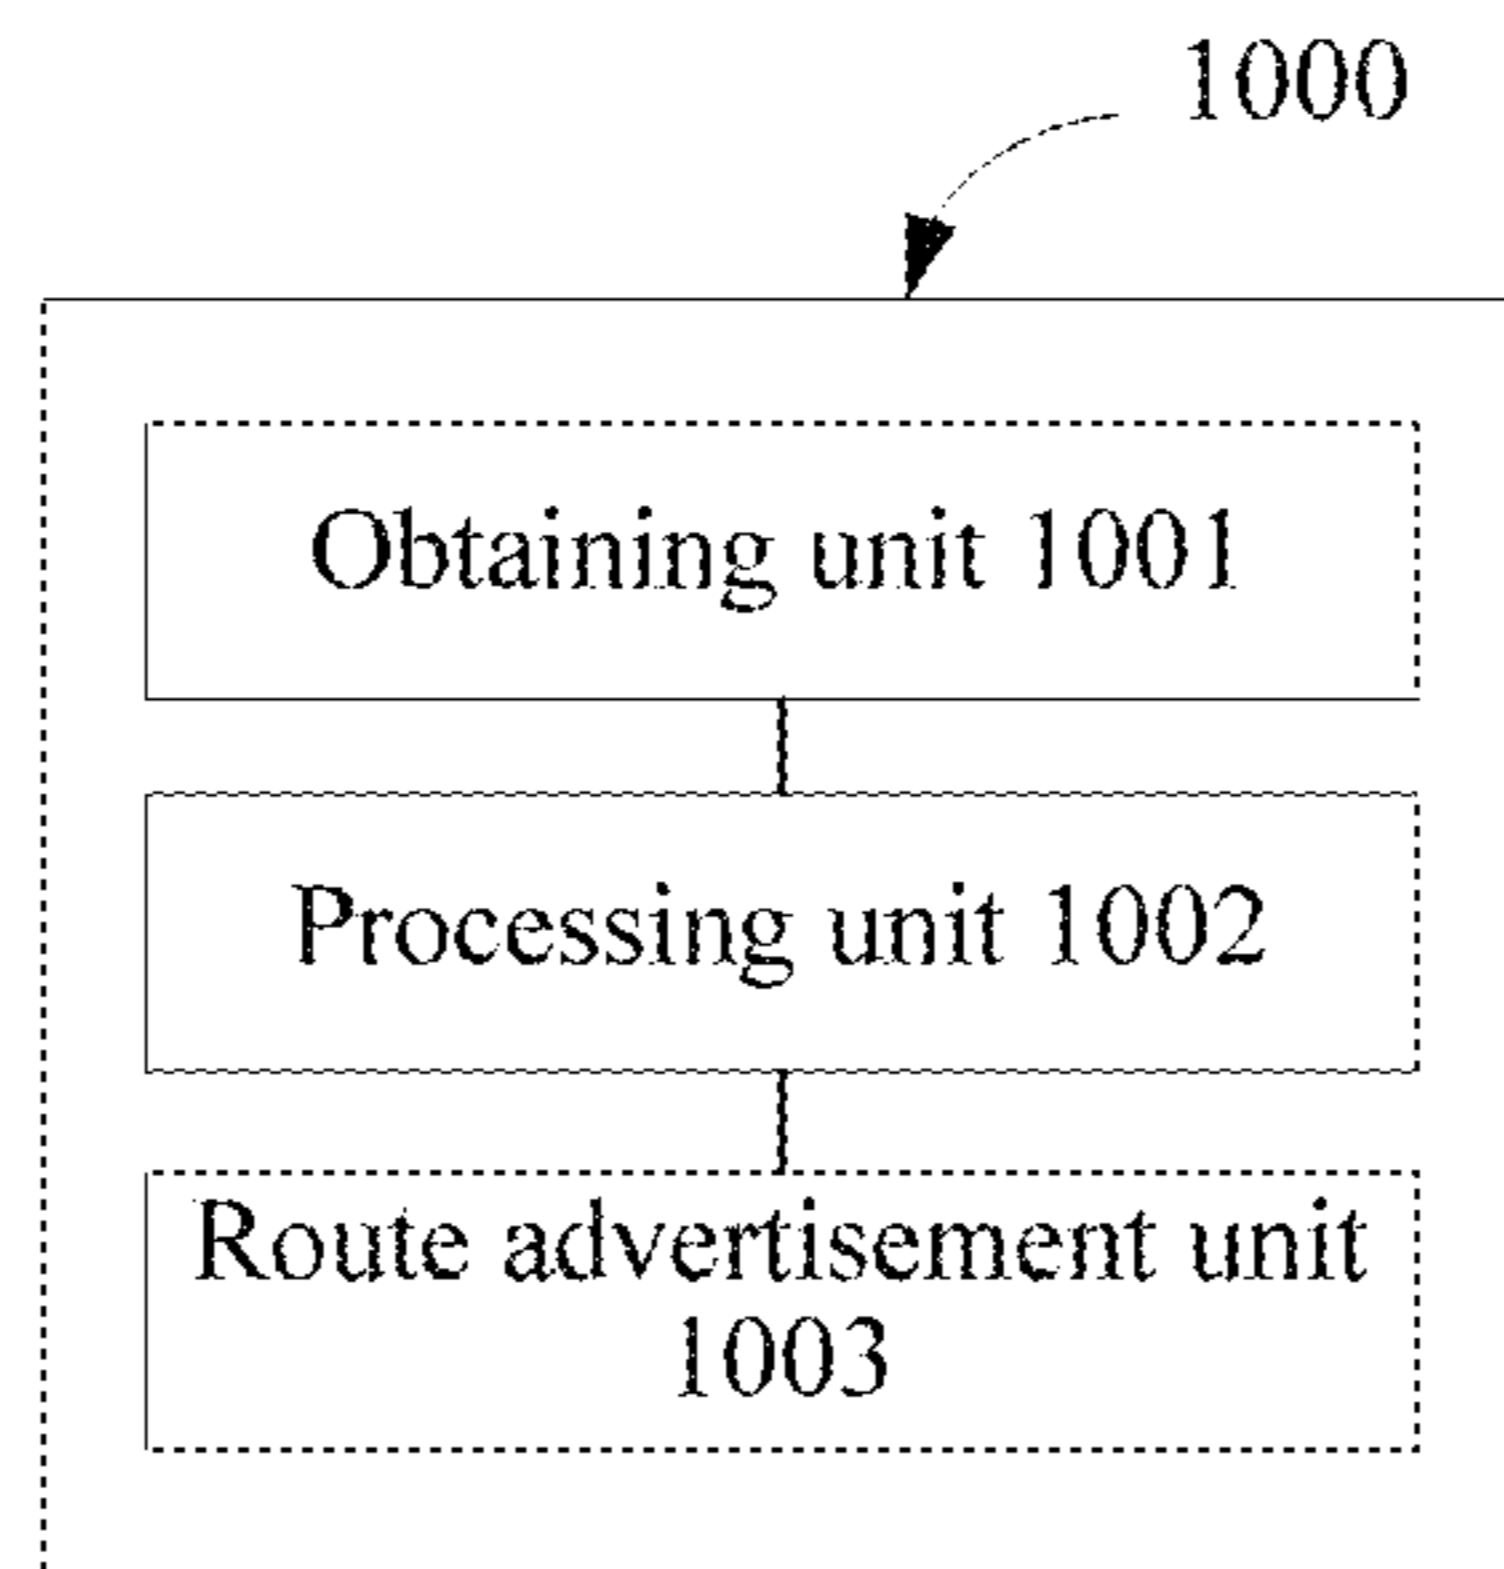 1000
Obtaining unit 1001
Processing unit 1002
Route advertisement unit
1003